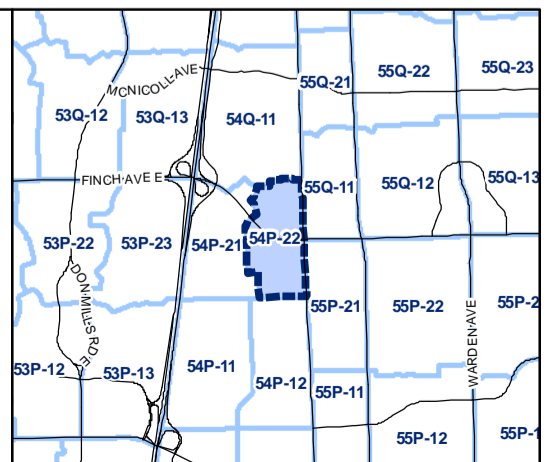 55Q-21
55Q-22
55Q-23
MCNICOLL AVE
53Q-12
53Q-13
54Q-11
FINCH AVE E
55Q-11
55Q-12
55Q-13
53P-22
53P-23
54P-21
54P-22
DON MILLS RD E
55P-21
55P-22
55P-2
WARDEN AVE
53P-12
53P-13
54P-11
54P-12
55P-11
55P-12
55P-1